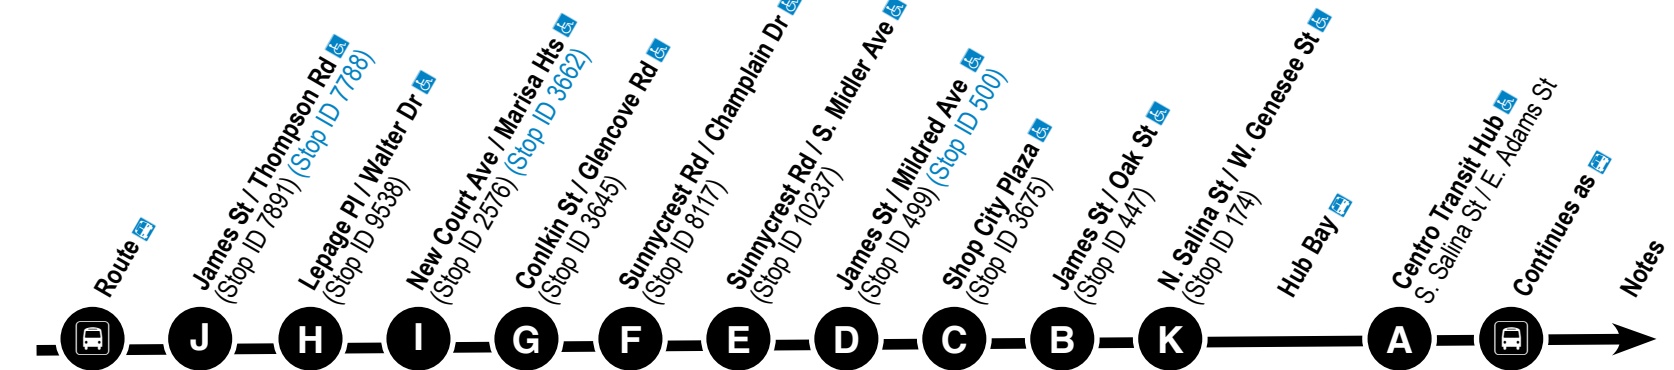 Route
James St / Thompson Rd
(Stop ID 7891) (Stop ID 7788)
Lepage Pl / Walter Dr
(Stop ID 9538)
New Court Ave / Marisa Hts
(Stop ID 2576) (Stop ID 3662)
Conlkin St / Glencove Rd
(Stop ID 3645)
Sunnycrest Rd / Champlain Dr
(Stop ID 8117)
Sunnycrest Rd / S. Midler Ave
(Stop ID 10237)
James St / Mildred Ave
(Stop ID 499) (Stop ID 500)
Shop City Plaza
(Stop ID 3675)
James St / Oak St
(Stop ID 447)
N. Salina St / W. Genesee St
(Stop ID 174)
Hub Bay
Centro Transit Hub
S. Salina St / E. Adams St
Continues as
Notes
J H I G F E D C B K A